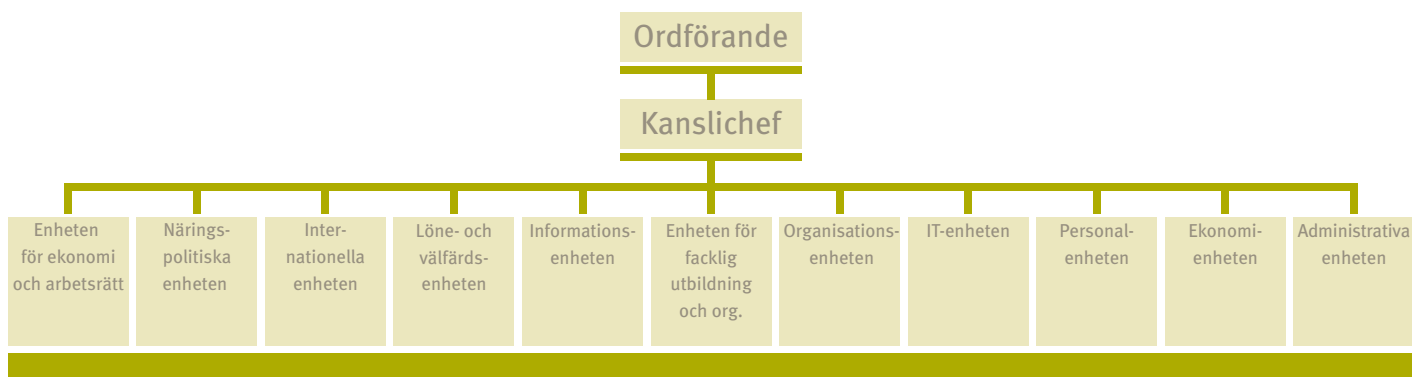 Ordförande
Kanslichef
Enheten
för ekonomi
och arbetsrätt
Närings-
politiska
enheten
Inter-
nationella
enheten
Löne- och
välfärds-
enheten
Informations-
enheten
Enheten för
facklig
utbildning
och org.
Organisations-
enheten
IT-enheten
Personal-
enheten
Ekonomi-
enheten
Administrativa
enheten